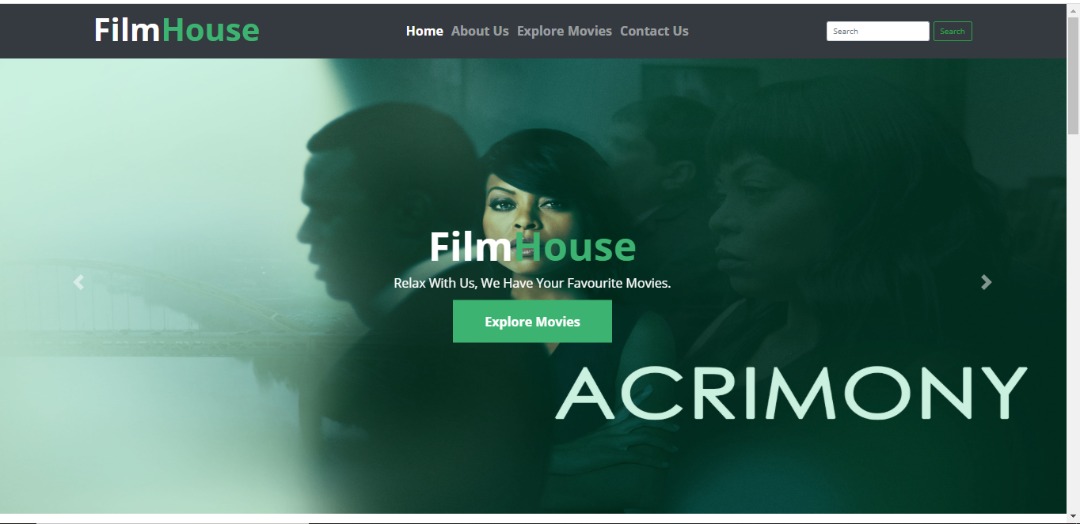 FilmHouse
Home About Us Explore Movies Contact Us
Search Search
FilmHouse
Relax With Us, We Have Your Favourite Movies.
Explore Movies
ACRIMONY